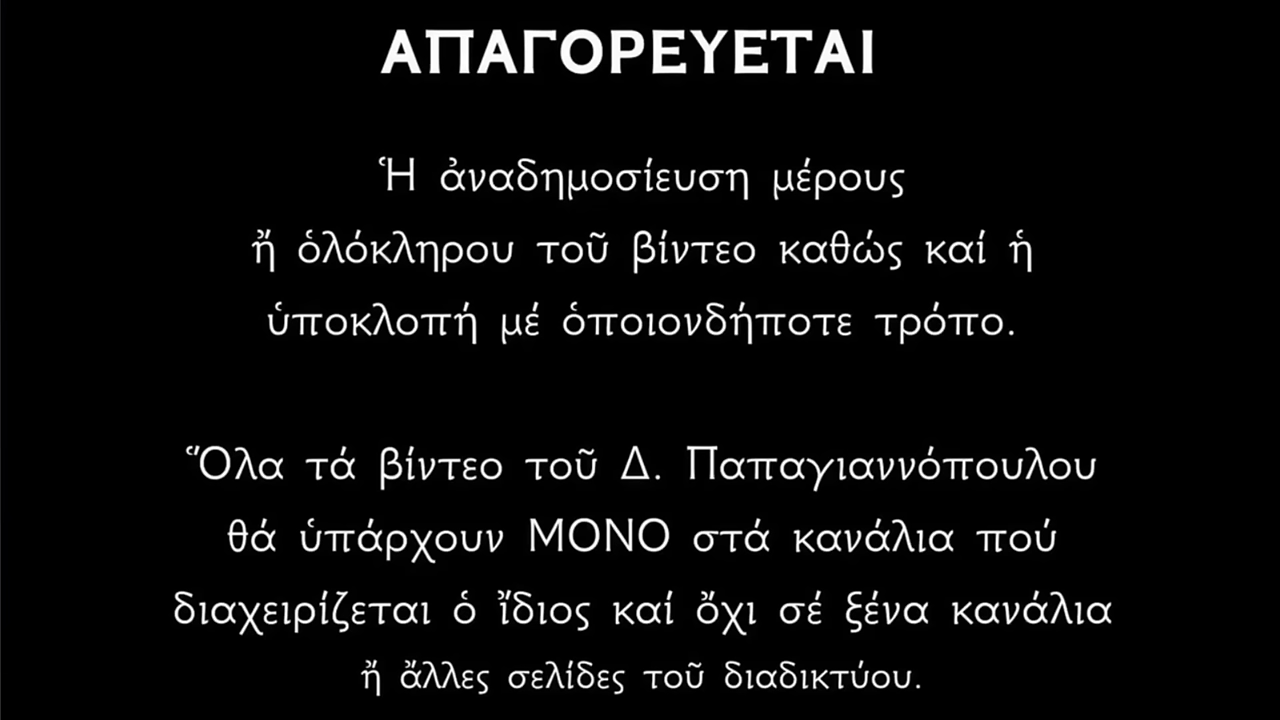 ΑΠΑΓΟΡΕΥΕΤΑΙ
Ἡ ἀναδημοσίευση μέρους
ἤ ὁλόκληρου τοῦ βίντεο καθώς καί ἡ
ὑποκλοπή μέ ὁποιονδήποτε τρόπο.
Ὅλα τά βίντεο τοῦ Δ. Παπαγιαννόπουλου
θά ὑπάρχουν ΜΟΝΟ στά κανάλια πού
διαχειρίζεται ὁ ἴδιος καί ὄχι σέ ξένα κανάλια
ἤ ἄλλες σελίδες τοῦ διαδικτύου.